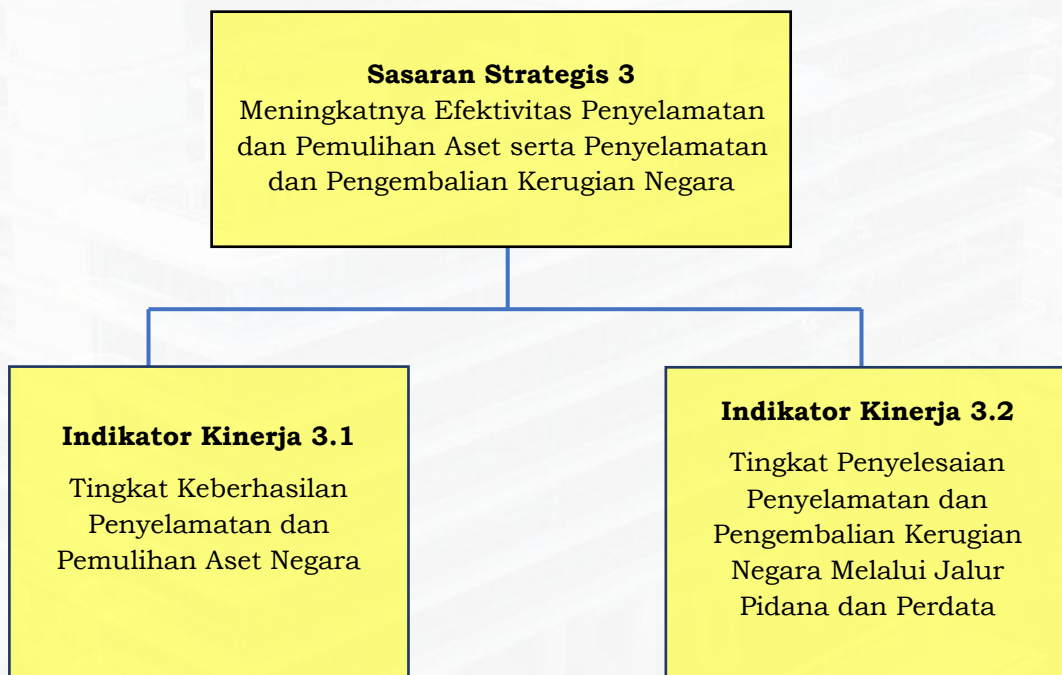 Sasaran Strategis 3
Meningkatnya Efektivitas Penyelamatan
dan Pemulihan Aset serta Penyelamatan
dan Pengembalian Kerugian Negara
Indikator Kinerja 3.1
Tingkat Keberhasilan
Penyelamatan dan
Pemulihan Aset Negara
Indikator Kinerja 3.2
Tingkat Penyelesaian
Penyelamatan dan
Pengembalian Kerugian
Negara Melalui Jalur
Pidana dan Perdata